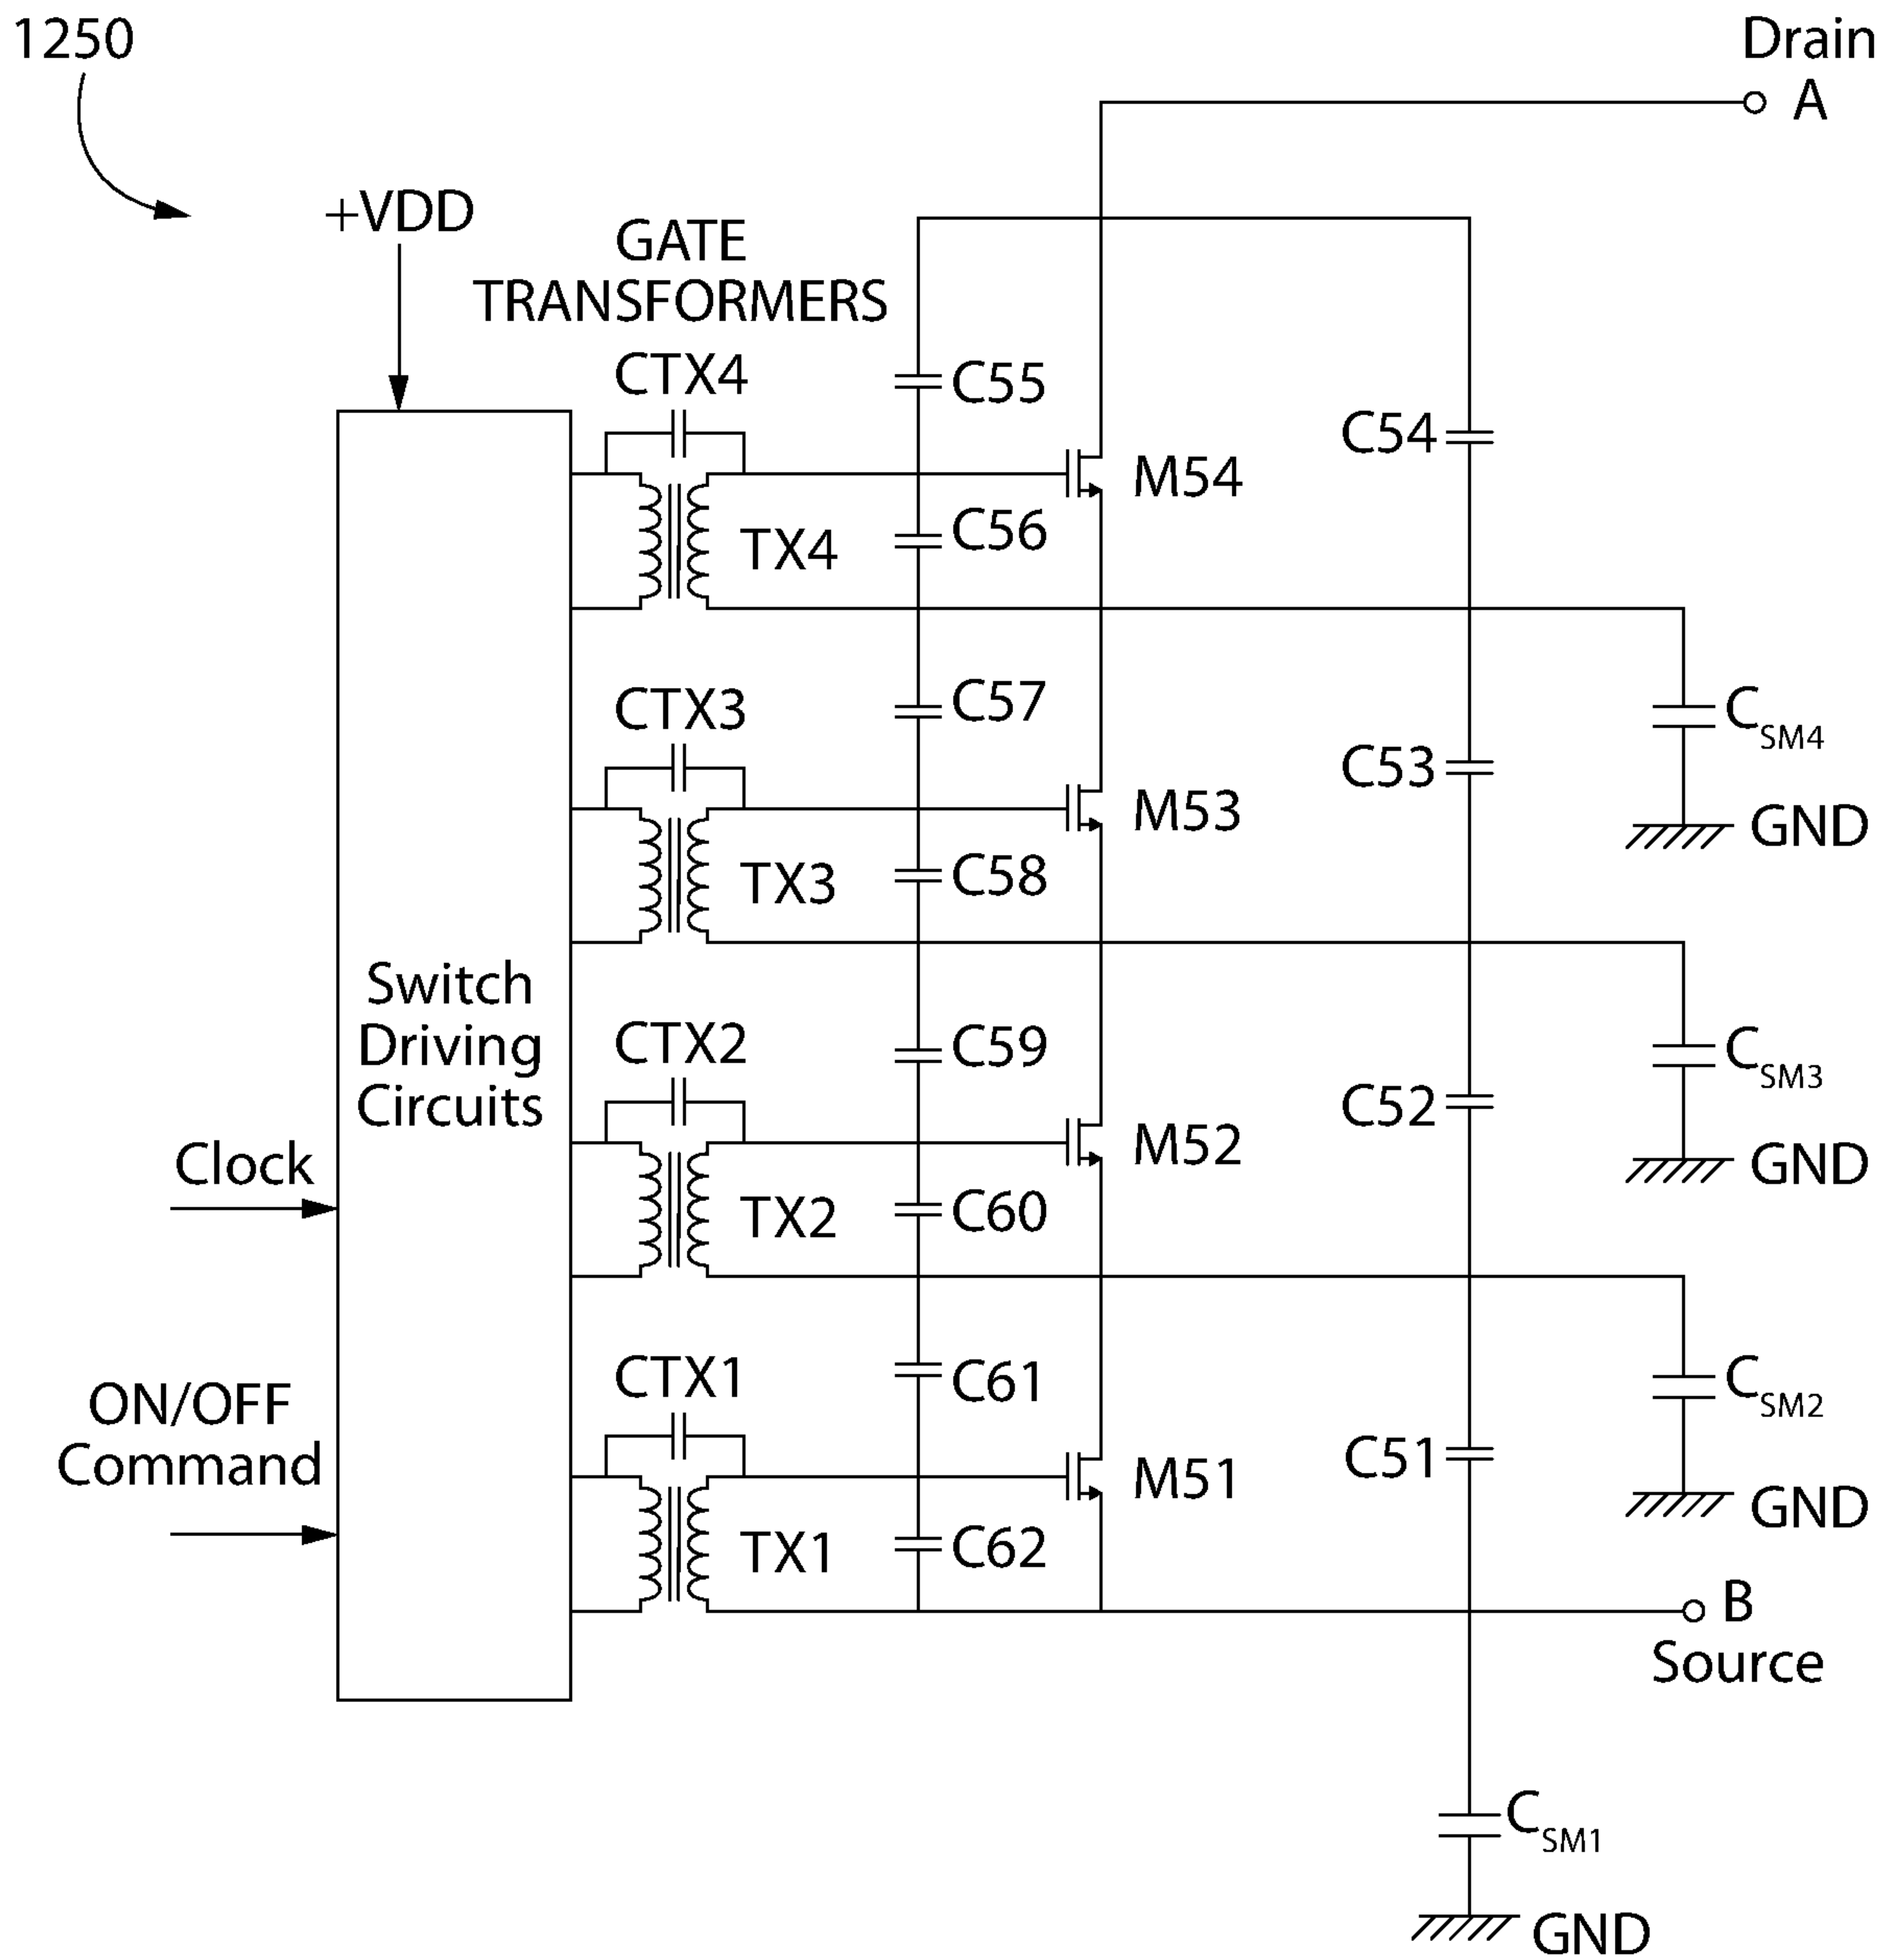 1250
Drain
A
+VDD
GATE
TRANSFORMERS
CTX4
C55
C54
M54
C56
TX4
CTX3
C57
C53
CSM4
GND
M53
TX3
C58
Switch
Driving
Circuits
CTX2
C59
C52
CSM3
GND
M52
Clock
TX2
C60
CTX1
C61
CSM2
ON/OFF
Command
C51
M51
GND
TX1
C62
B
Source
CSM1
GND